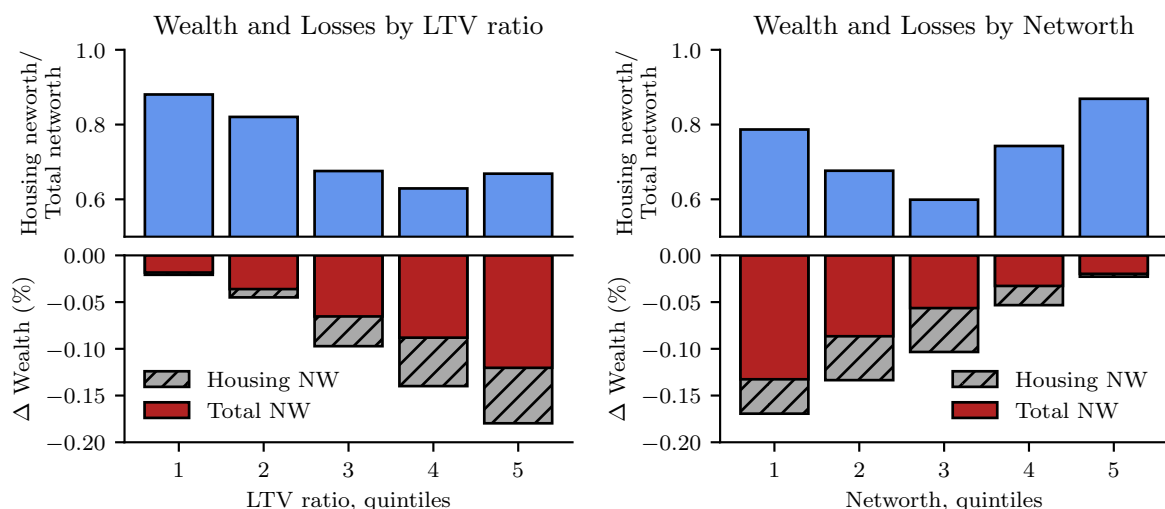 Wealth and Losses by LTV ratio
Housing neworth/
Total networth
1.0
0.8
0.6
Δ Wealth (%)
0.00
−0.05
−0.10
−0.15
−0.20
Housing NW
Total NW
1 2 3 4 5
LTV ratio, quintiles
Wealth and Losses by Networth
Housing neworth/
Total networth
1.0
0.8
0.6
Δ Wealth (%)
0.00
−0.05
−0.10
−0.15
−0.20
Housing NW
Total NW
1 2 3 4 5
Networth, quintiles